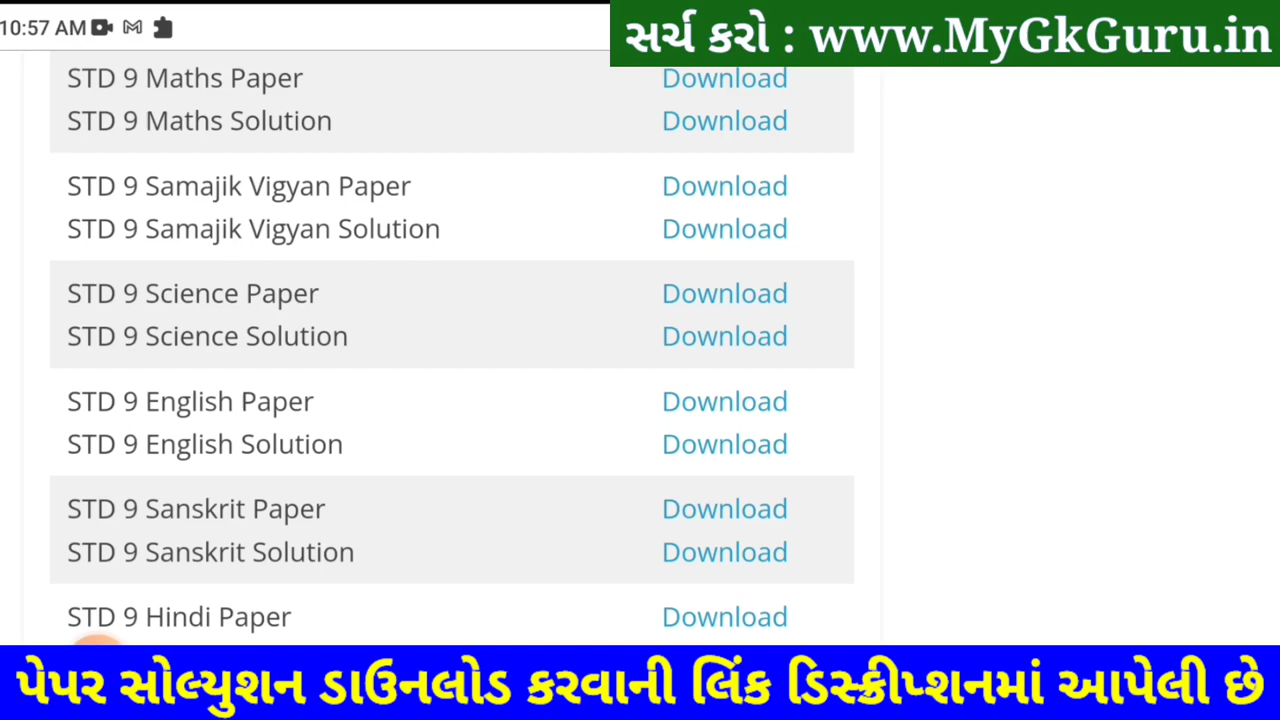 10:57 AM
સર્ચ કરો : www.MyGkGuru.in
STD 9 Maths Paper Download
STD 9 Maths Solution Download
STD 9 Samajik Vigyan Paper Download
STD 9 Samajik Vigyan Solution Download
STD 9 Science Paper Download
STD 9 Science Solution Download
STD 9 English Paper Download
STD 9 English Solution Download
STD 9 Sanskrit Paper Download
STD 9 Sanskrit Solution Download
STD 9 Hindi Paper Download
પેપર સોલ્યુશન ડાઉનલોડ કરવાની લિંક ડિસ્ક્રીપ્શનમાં આપેલી છે